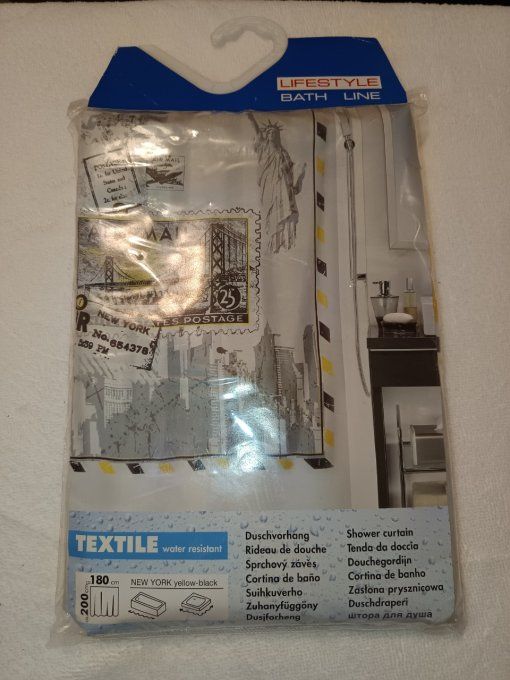 LIFESTYLE
BATH LINE
AIR MAIL
25
NEW YORK
No.654378
TES POSTAGE
TEXTILE water resistant
180 cm
200
NEW YORK yellow-black
Duschvorhang
Rideau de douche
Sprchový závěs
Cortina de baño
Suihkuverho
Zuhanyfüggöny
Dusjforheng
Shower curtain
Tenda da doccia
Douchegordijn
Cortina de banho
Zasłona prysznicowa
Duschdraperi
штора для душа